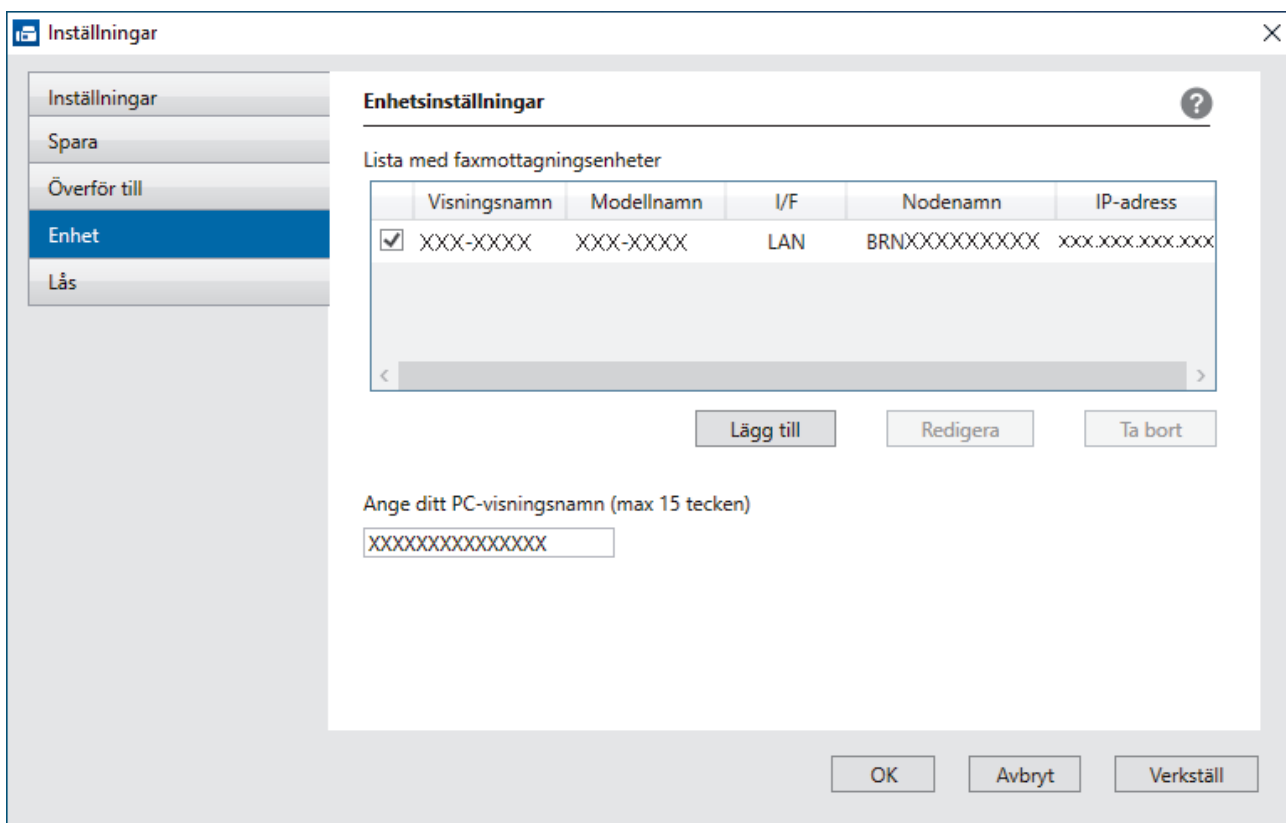 Inställningar
Inställningar
Spara
Överför till
Enhet
Lås
Enhetsinställningar
?
Lista med faxmottagningsenheter
Visningsnamn Modellnamn I/F Nodenamn IP-adress
XXX-XXXX XXX-XXXX LAN BRNXXXXXXXXX XXX.XXX.XXX.XXX
Lägg till Redigera Ta bort
Ange ditt PC-visningsnamn (max 15 tecken)
XXXXXXXXXXXXXXX
OK Avbryt Verkställ